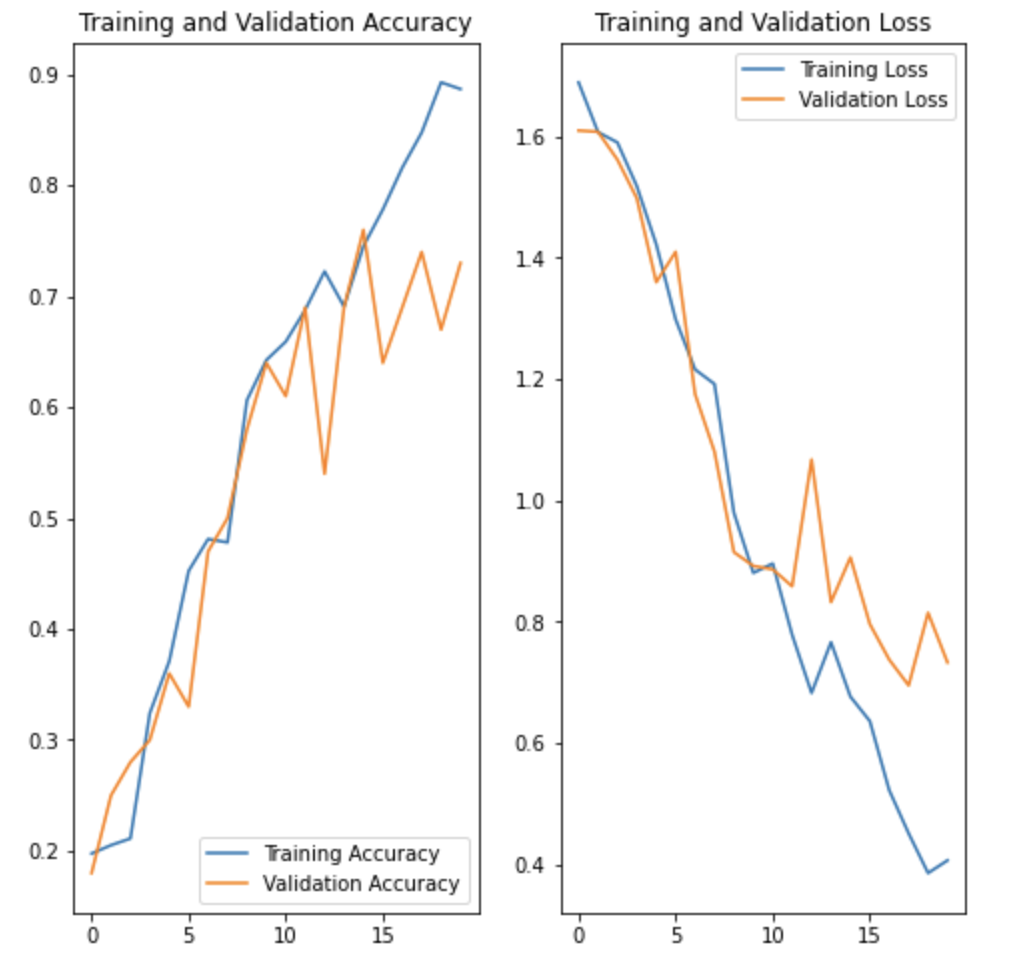 Training and Validation Accuracy
0.9
0.8
0.7
0.6
0.5
0.4
0.3
0.2
Training Accuracy
Validation Accuracy
0 5 10 15
Training and Validation Loss
Training Loss
Validation Loss
1.6
1.4
1.2
1.0
0.8
0.6
0.4
0 5 10 15